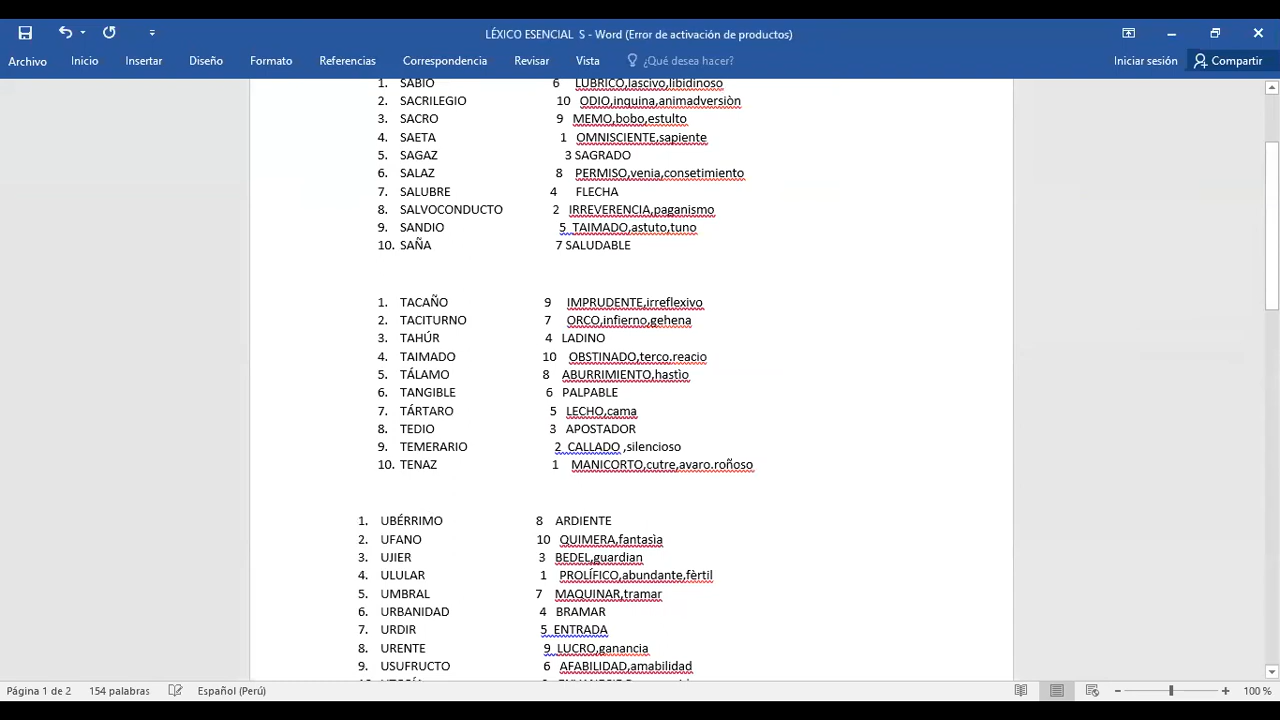 LÉXICO ESENCIAL S - Word (Error de activación de productos)
Archivo Inicio Insertar Diseño Formato Referencias Correspondencia Revisar Vista ¿Qué desea hacer? Iniciar sesión Compartir
1. SABIO 6 LÚBRICO,lascivo,libidinoso
2. SACRILEGIO 10 ODIO,inquina,animadversiòn
3. SACRO 9 MEMO,bobo,estulto
4. SAETA 1 OMNISCIENTE,sapiente
5. SAGAZ 3 SAGRADO
6. SALAZ 8 PERMISO,venia,consetimiento
7. SALUBRE 4 FLECHA
8. SALVOCONDUCTO 2 IRREVERENCIA,paganismo
9. SANDIO 5 TAIMADO,astuto,tuno
10. SAÑA 7 SALUDABLE
1. TACAÑO 9 IMPRUDENTE,irreflexivo
2. TACITURNO 7 ORCO,infierno,gehena
3. TAHÚR 4 LADINO
4. TAIMADO 10 OBSTINADO,terco.reacio
5. TÁLAMO 8 ABURRIMIENTO,hastìo
6. TANGIBLE 6 PALPABLE
7. TÁRTARO 5 LECHO,cama
8. TEDIO 3 APOSTADOR
9. TEMERARIO 2 CALLADO ,silencioso
10. TENAZ 1 MANICORTO,cutre,avaro.roñoso
1. UBÉRRIMO 8 ARDIENTE
2. UFANO 10 QUIMERA,fantasìa
3. UJIER 3 BEDEL,guardian
4. ULULAR 1 PROLÍFICO,abundante,fèrtil
5. UMBRAL 7 MAQUINAR,tramar
6. URBANIDAD 4 BRAMAR
7. URDIR 5 ENTRADA
8. URENTE 9 LUCRO,ganancia
9. USUFRUCTO 6 AFABILIDAD,amabilidad
Página 1 de 2 154 palabras Español (Perú) 100 %